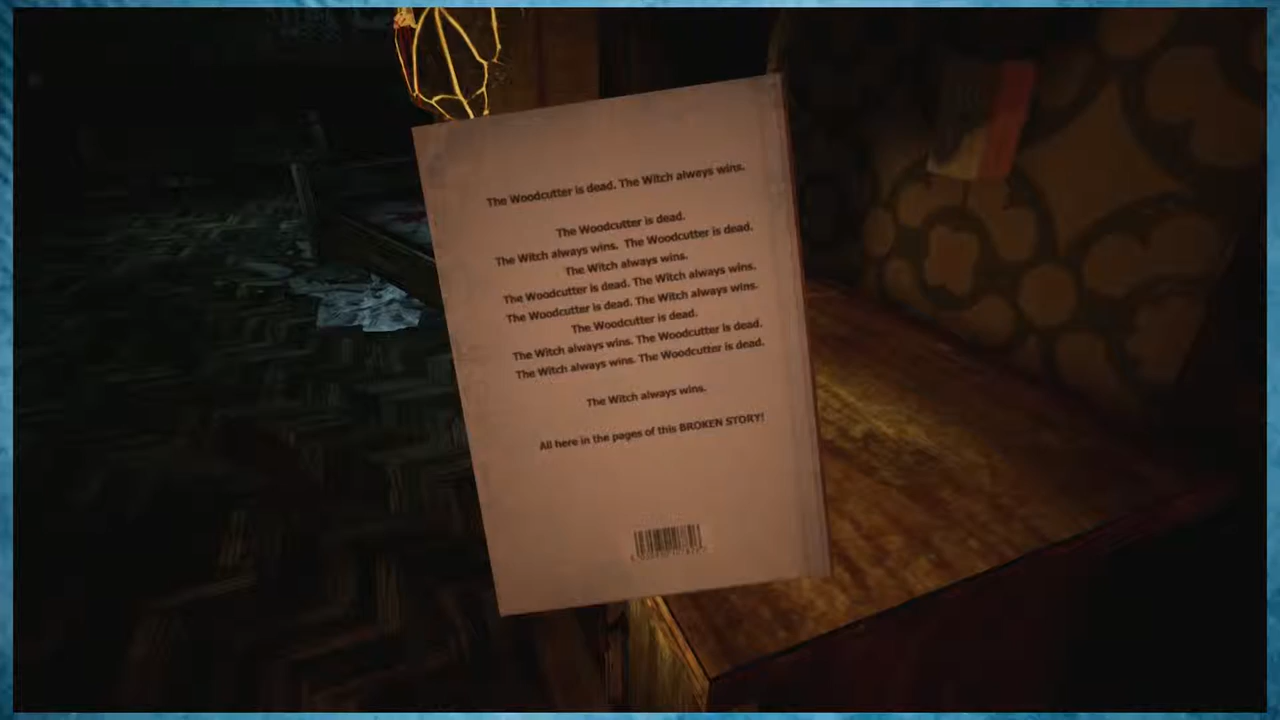 The Woodcutter is dead. The Witch always wins.
The Woodcutter is dead.
The Witch always wins. The Woodcutter is dead.
The Witch always wins.
The Woodcutter is dead. The Witch always wins.
The Woodcutter is dead. The Witch always wins.
The Woodcutter is dead.
The Witch always wins. The Woodcutter is dead.
The Witch always wins. The Woodcutter is dead.
The Witch always wins.
All here in the pages of this BROKEN STORY!